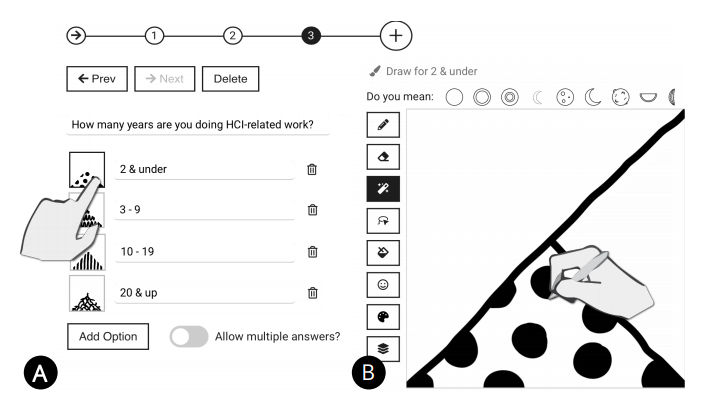 1
2
3
+
← Prev
→ Next
Delete
How many years are you doing HCI-related work?
2 & under
3 - 9
10 - 19
20 & up
Add Option
Allow multiple answers?
A
Draw for 2 & under
Do you mean:
B